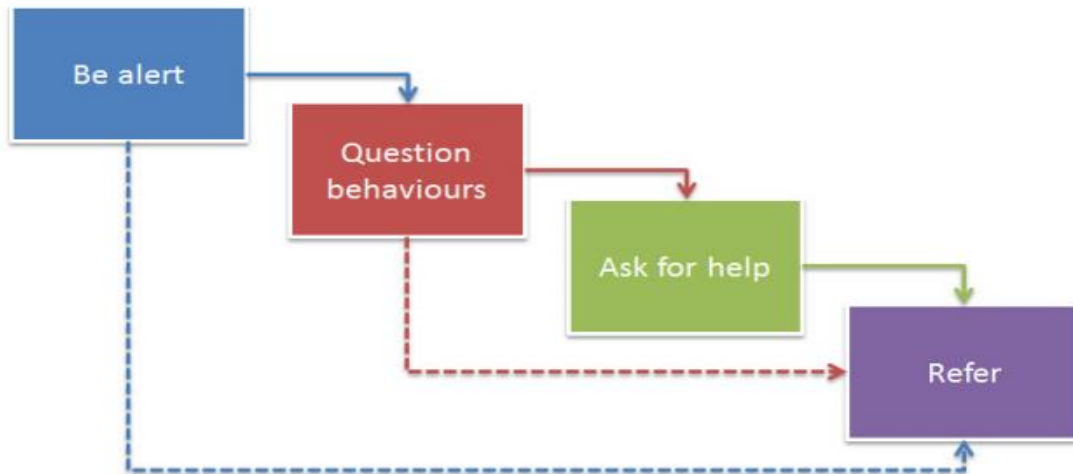 Be alert
Question
behaviours
Ask for help
Refer